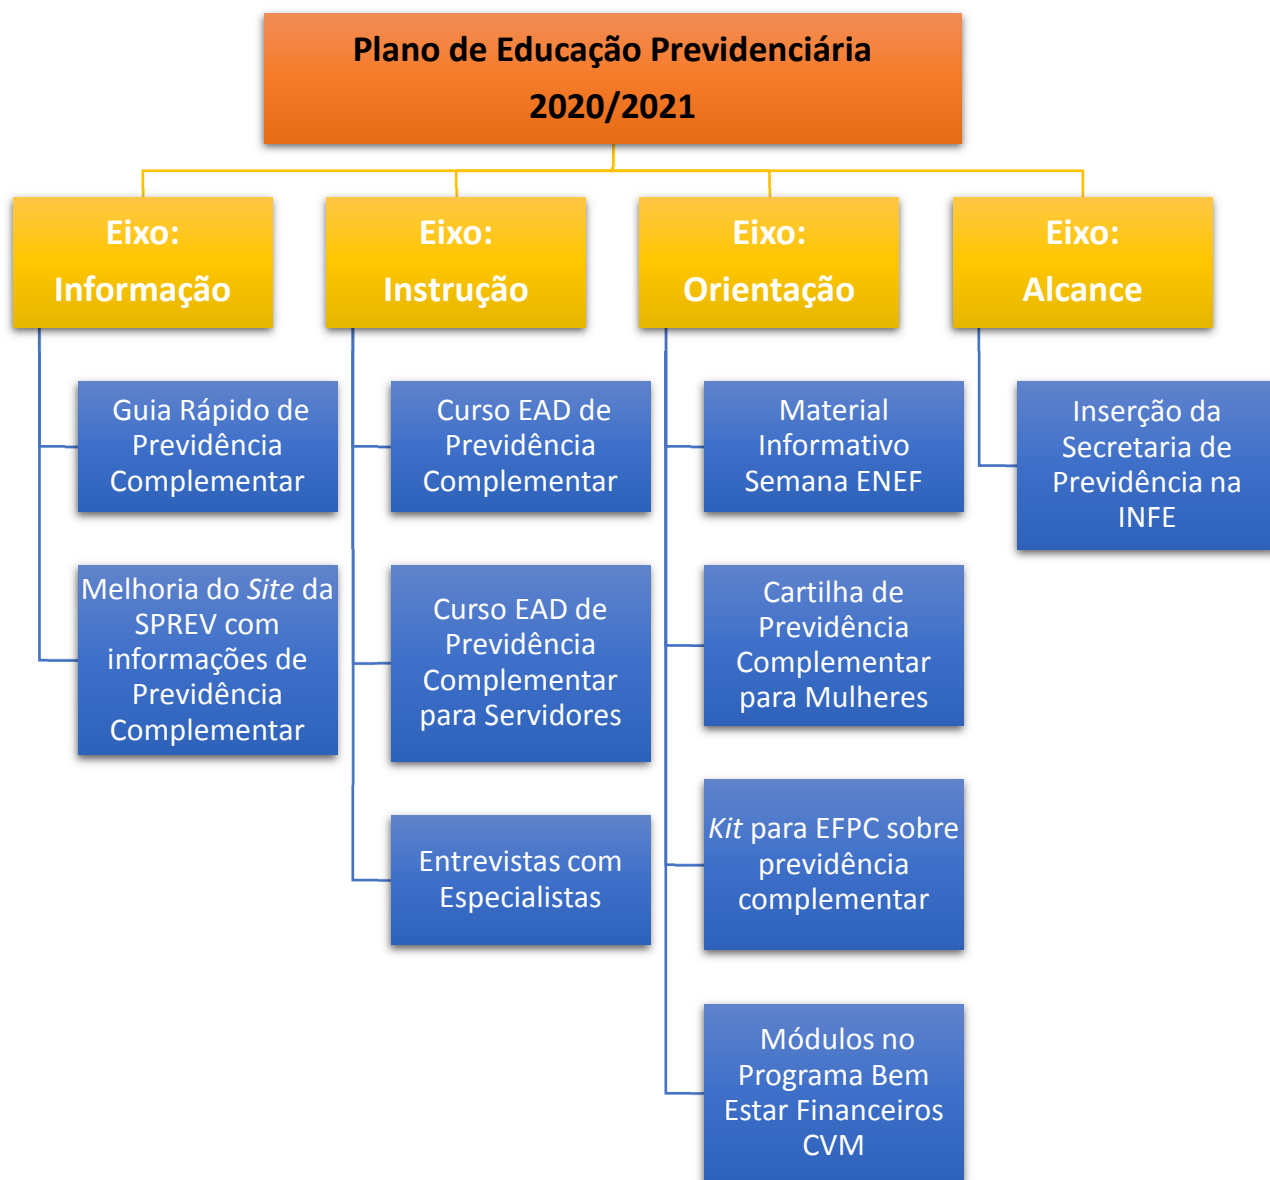 Plano de Educação Previdenciária
2020/2021
Eixo:
Informação
Guia Rápido de
Previdência
Complementar
Melhoria do Site da
SPREV com
informações de
Previdência
Complementar
Eixo:
Instrução
Curso EAD de
Previdência
Complementar
Curso EAD de
Previdência
Complementar
para Servidores
Entrevistas com
Especialistas
Eixo:
Orientação
Material
Informativo
Semana ENEF
Cartilha de
Previdência
Complementar
para Mulheres
Kit para EFPC sobre
previdência
complementar
Módulos no
Programa Bem
Estar Financeiros
CVM
Eixo:
Alcance
Inserção da
Secretaria de
Previdência na
INFE